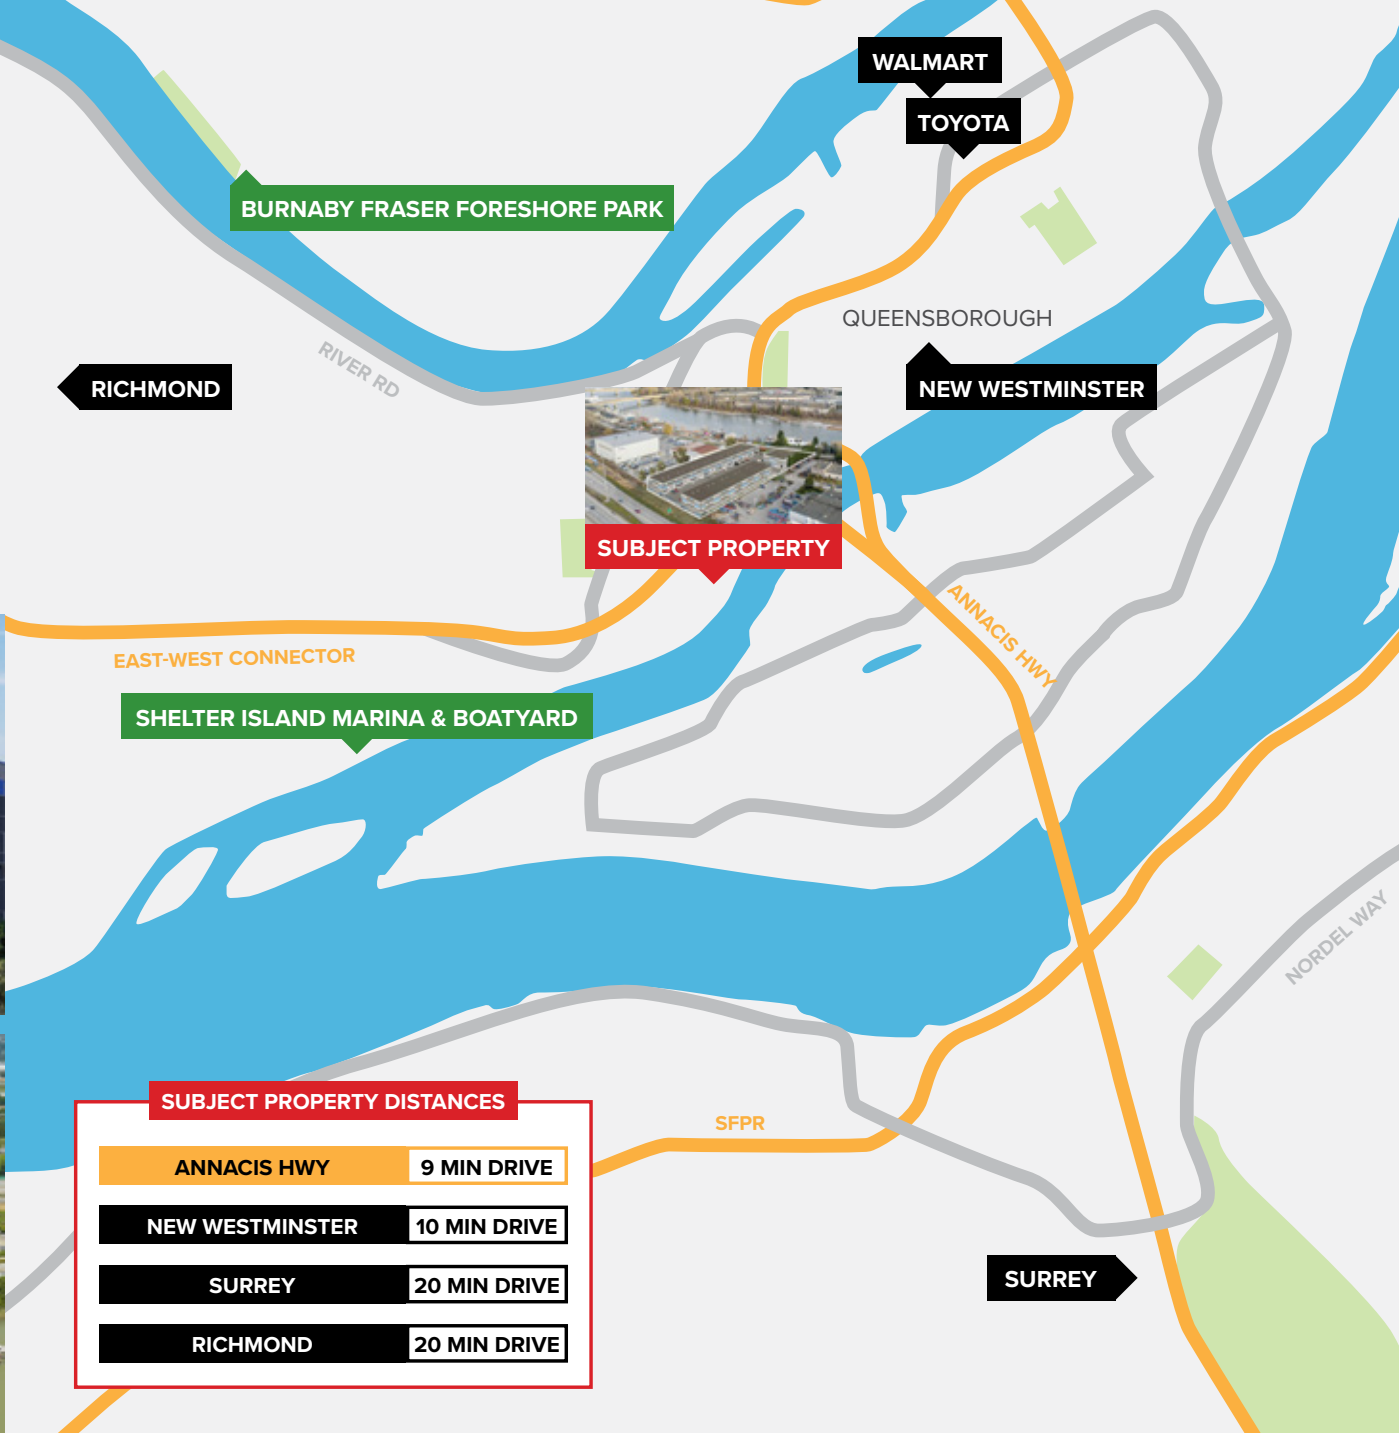 WALMART
TOYOTA
BURNABY FRASER FORESHORE PARK
QUEENSBOROUGH
RIVER RD
RICHMOND
NEW WESTMINSTER
SUBJECT PROPERTY
ANNACIS HWY
EAST-WEST CONNECTOR
SHELTER ISLAND MARINA & BOATYARD
NORDEL WAY
SUBJECT PROPERTY DISTANCES
SFPR
ANNACIS HWY 9 MIN DRIVE
NEW WESTMINSTER 10 MIN DRIVE
SURREY 20 MIN DRIVE
RICHMOND 20 MIN DRIVE
SURREY